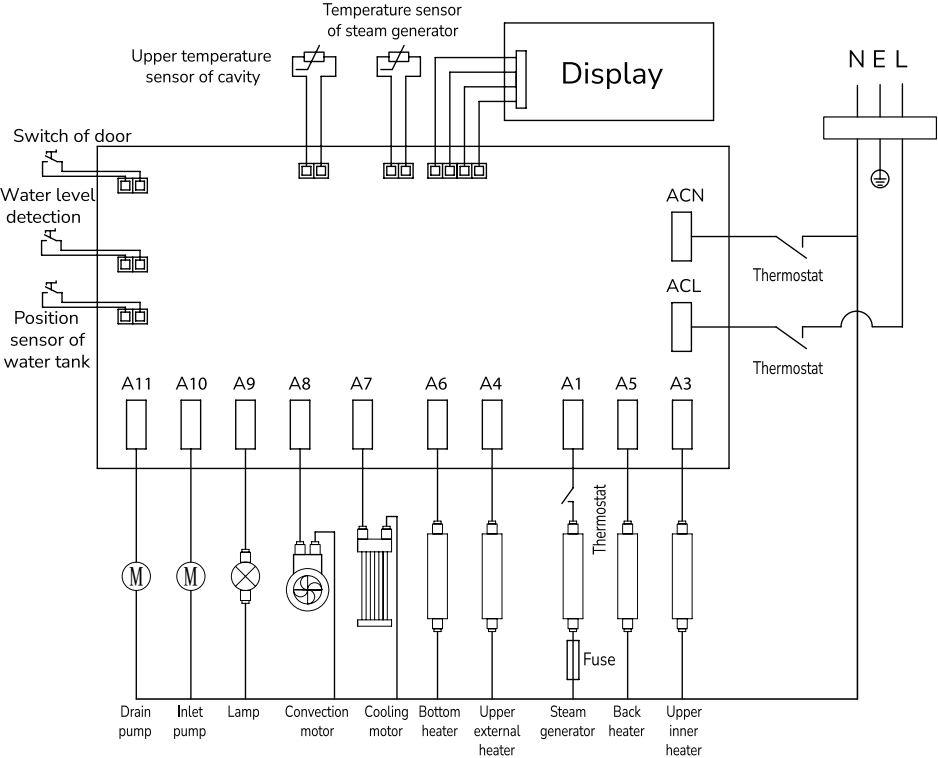 Temperature sensor
of steam generator
Upper temperature
sensor of cavity
Display
N E L
Switch of door
Water level
detection
Position
sensor of
water tank
ACN
Thermostat
ACL
Thermostat
A11 A10 A9 A8 A7 A6 A4 A1 A5 A3
Thermostat
M M
Fuse
Drain
pump
Inlet
pump
Lamp
Convection
motor
Cooling
motor
Bottom
heater
Upper
external
heater
Steam
generator
Back
heater
Upper
inner
heater